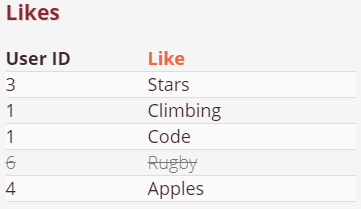 Likes
User ID Like
3 Stars
1 Climbing
1 Code
6 Rugby
4 Apples